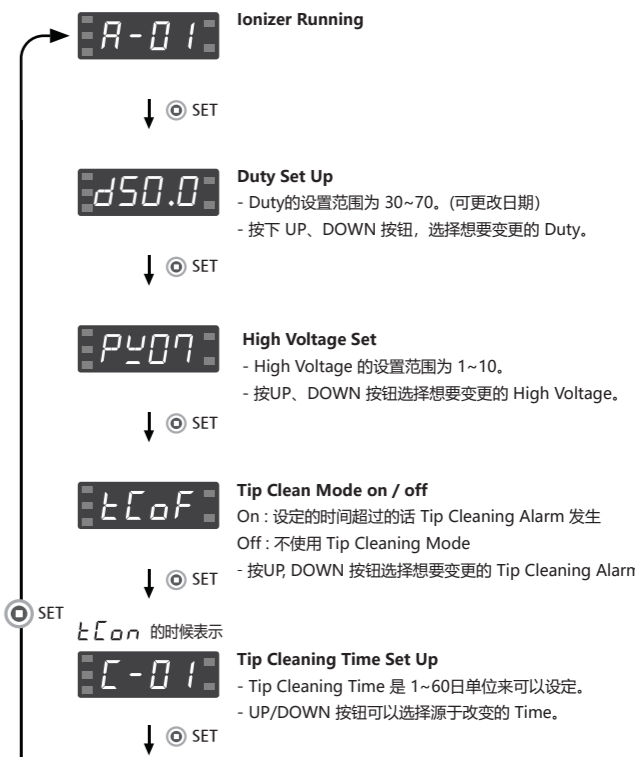 A-01
Ionizer Running
SET
d50.0
Duty Set Up
- Duty的设置范围为 30~70。(可更改日期)
- 按下 UP、DOWN 按钮，选择想要变更的 Duty。
SET
PV07
High Voltage Set
- High Voltage 的设置范围为 1~10。
- 按UP、DOWN 按钮选择想要变更的 High Voltage。
SET
tCoF
Tip Clean Mode on / off
On : 设定的时间超过的话 Tip Cleaning Alarm 发生
Off : 不使用 Tip Cleaning Mode
- 按UP, DOWN 按钮选择想要变更的 Tip Cleaning Alarm
SET
SET
tCon 的时候表示
C-01
Tip Cleaning Time Set Up
- Tip Cleaning Time 是 1~60日单位来可以设定。
- UP/DOWN 按钮可以选择源于改变的 Time。
SET